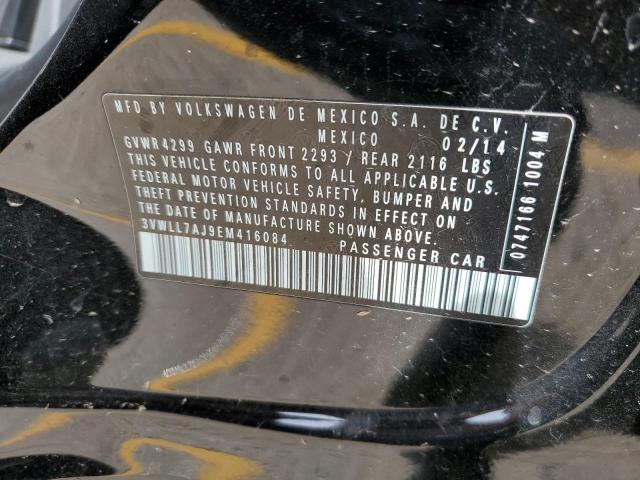 MFD BY VOLKSWAGEN DE MEXICO S.A. DE C.V.
MEXICO 02/14
GVWR4299 GAWR FRONT 2293 / REAR 2116 LBS
THIS VEHICLE CONFORMS TO ALL APPLICABLE U.S.
FEDERAL MOTOR VEHICLE SAFETY, BUMPER AND
THEFT PREVENTION STANDARDS IN EFFECT ON
THE DATE OF MANUFACTURE SHOWN ABOVE.
3VWLL7AJ9EM416084 PASSENGER CAR
0747166 1004 M